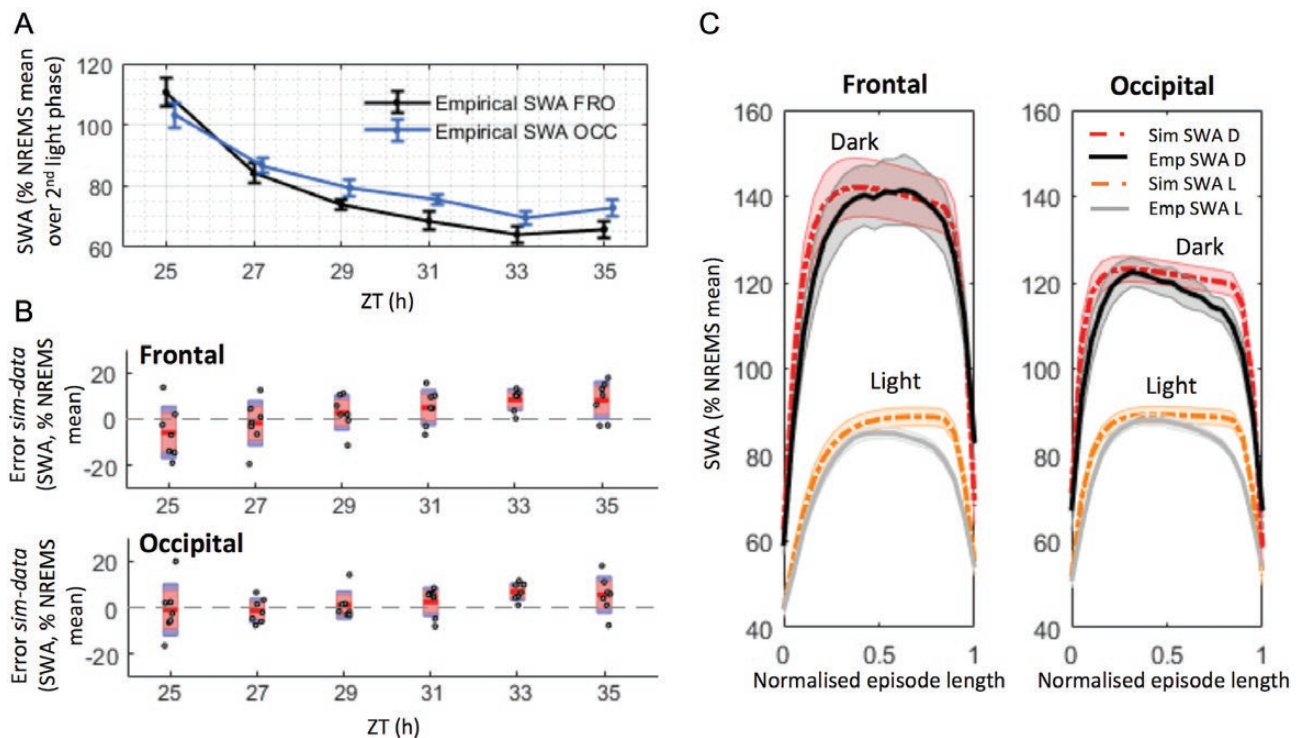 A
SWA (% NREMS mean
over 2nd light phase)
120
100
80
60
Empirical SWA FRO
Empirical SWA OCC
25 27 29 31 33 35
ZT (h)
B
Error sim-data
(SWA, % NREMS
mean)
Frontal
20
0
-20
25 27 29 31 33 35
Error sim-data
(SWA, % NREMS
mean)
Occipital
20
0
-20
25 27 29 31 33 35
ZT (h)
C
SWA (% NREMS mean)
Frontal
160
140
120
100
80
60
40
Dark
Light
0 0.5 1
Normalised episode length
Occipital
160
140
120
100
80
60
40
Sim SWA D
Emp SWA D
Sim SWA L
Emp SWA L
Dark
Light
0 0.5 1
Normalised episode length